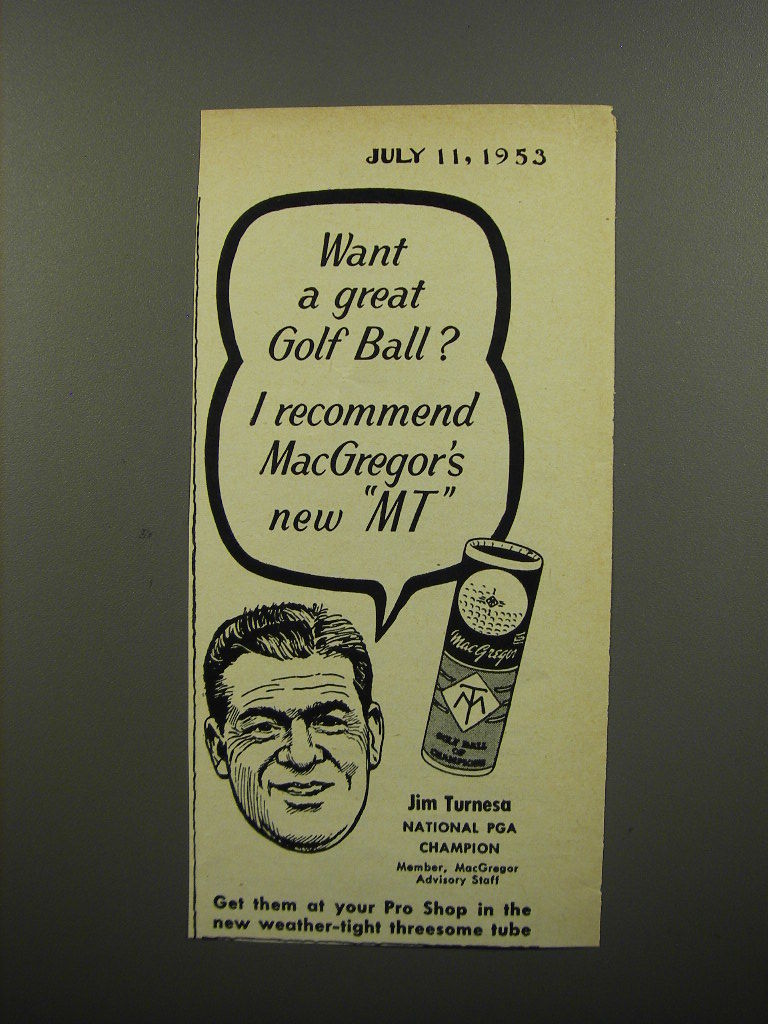 JULY 11, 1953
Want
a great
Golf Ball?
I recommend
MacGregor's
new "MT"
MacGregor
MT
GOLF BALL
OF
CHAMPIONS
Jim Turnesa
NATIONAL PGA
CHAMPION
Member, MacGregor
Advisory Staff
Get them at your Pro Shop in the
new weather-tight threesome tube